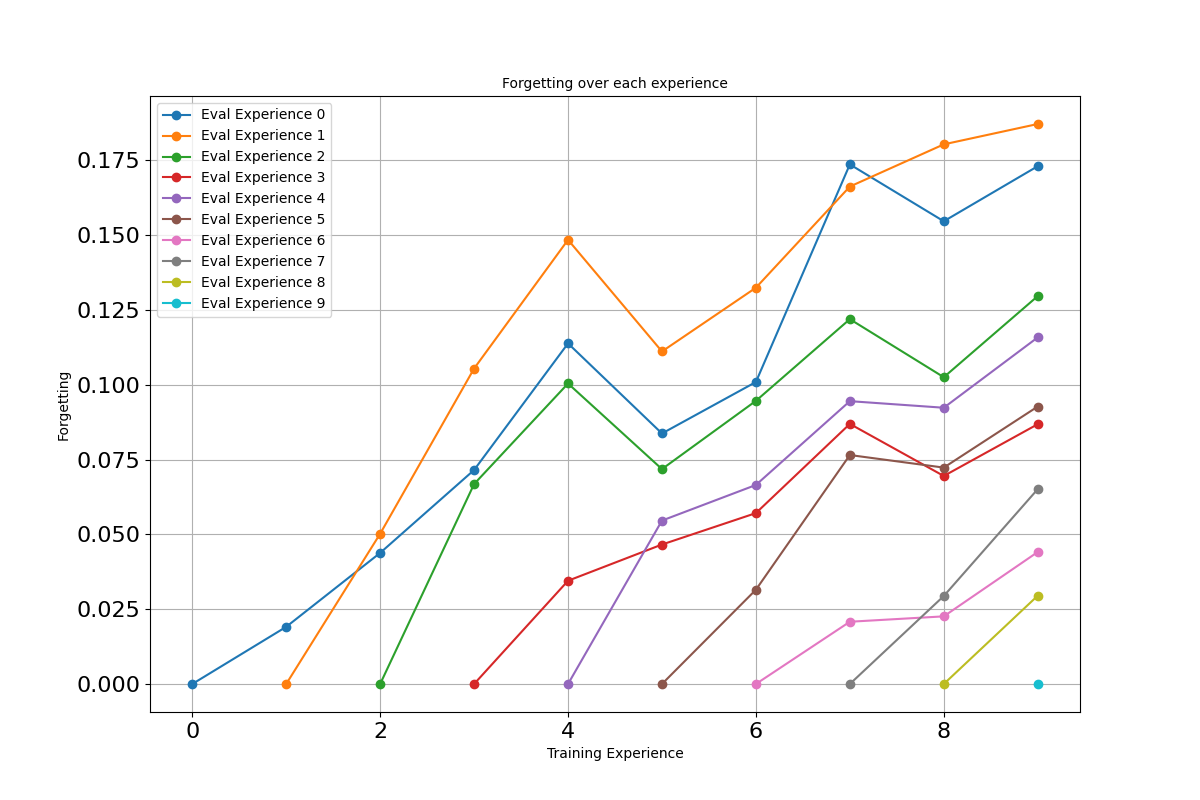 Forgetting over each experience
Eval Experience 0
Eval Experience 1
Eval Experience 2
Eval Experience 3
Eval Experience 4
Eval Experience 5
Eval Experience 6
Eval Experience 7
Eval Experience 8
Eval Experience 9
0.175
0.150
0.125
0.100
0.075
0.050
0.025
0.000
Forgetting
0 2 4 6 8
Training Experience